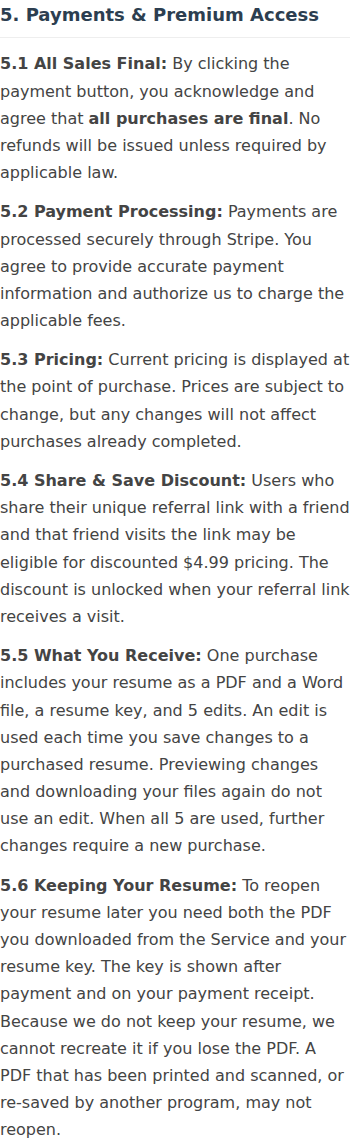 5. Payments & Premium Access
5.1 All Sales Final: By clicking the
payment button, you acknowledge and
agree that all purchases are final. No
refunds will be issued unless required by
applicable law.
5.2 Payment Processing: Payments are
processed securely through Stripe. You
agree to provide accurate payment
information and authorize us to charge the
applicable fees.
5.3 Pricing: Current pricing is displayed at
the point of purchase. Prices are subject to
change, but any changes will not affect
purchases already completed.
5.4 Share & Save Discount: Users who
share their unique referral link with a friend
and that friend visits the link may be
eligible for discounted $4.99 pricing. The
discount is unlocked when your referral link
receives a visit.
5.5 What You Receive: One purchase
includes your resume as a PDF and a Word
file, a resume key, and 5 edits. An edit is
used each time you save changes to a
purchased resume. Previewing changes
and downloading your files again do not
use an edit. When all 5 are used, further
changes require a new purchase.
5.6 Keeping Your Resume: To reopen
your resume later you need both the PDF
you downloaded from the Service and your
resume key. The key is shown after
payment and on your payment receipt.
Because we do not keep your resume, we
cannot recreate it if you lose the PDF. A
PDF that has been printed and scanned, or
re-saved by another program, may not
reopen.